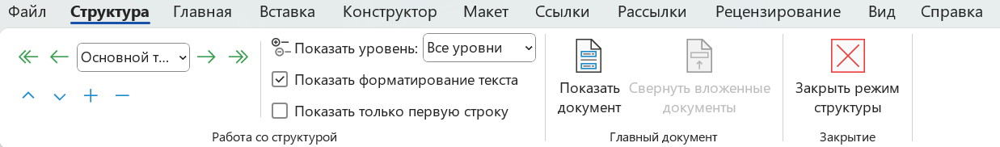 Файл Структура Главная Вставка Конструктор Макет Ссылки Рассылки Рецензирование Вид Справка
Основной т...
Показать уровень: Все уровни
Показать форматирование текста
Показать только первую строку
Работа со структурой
Показать
документ
Свернуть вложенные
документы
Главный документ
Закрыть режим
структуры
Закрытие